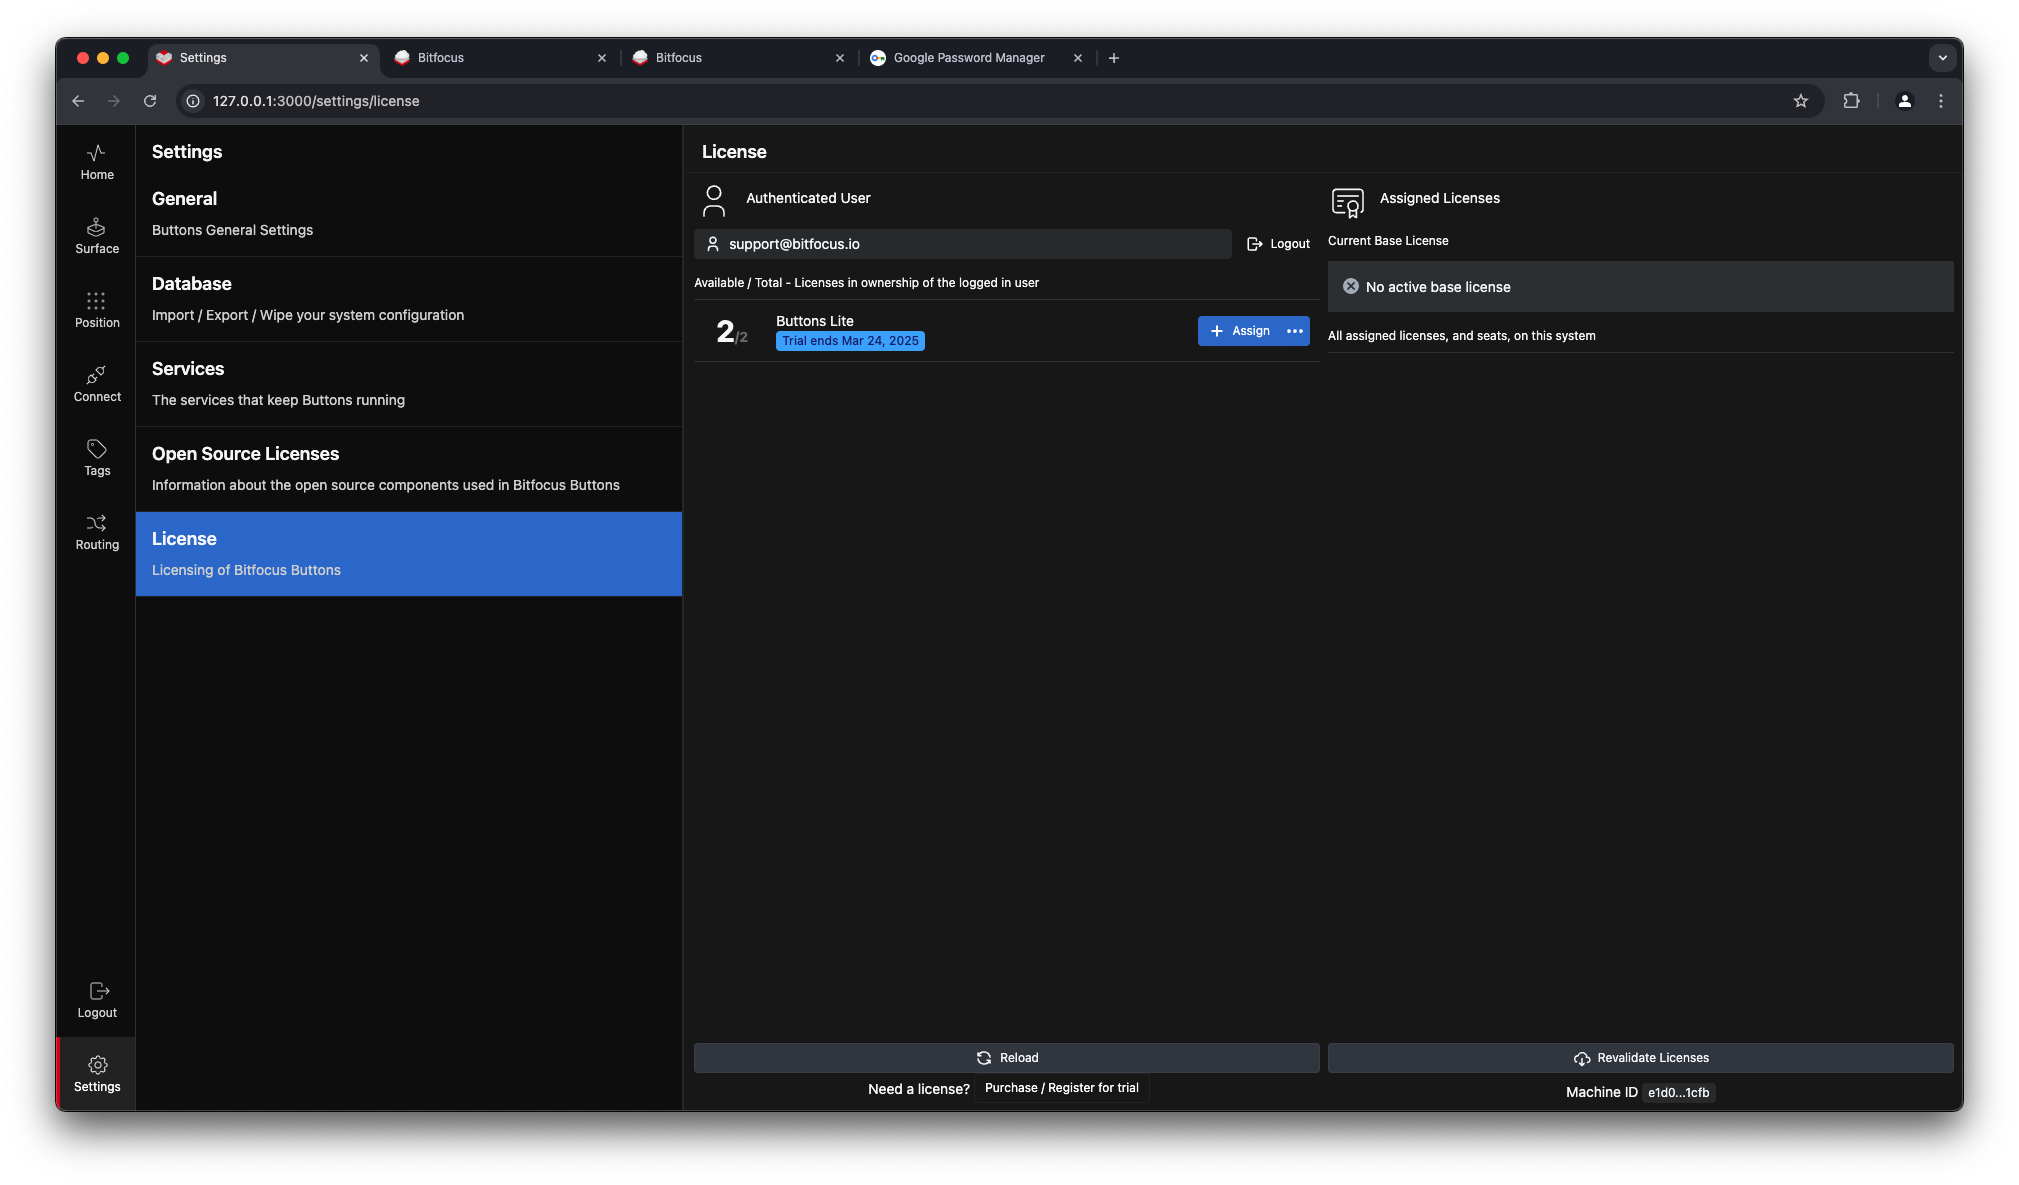 Settings
Bitfocus
Bitfocus
Google Password Manager
127.0.0.1:3000/settings/license
Home
Surface
Position
Connect
Tags
Routing
Logout
Settings
Settings
General
Buttons General Settings
Database
Import / Export / Wipe your system configuration
Services
The services that keep Buttons running
Open Source Licenses
Information about the open source components used in Bitfocus Buttons
License
Licensing of Bitfocus Buttons
License
Authenticated User
support@bitfocus.io
Logout
Available / Total - Licenses in ownership of the logged in user
2/2
Buttons Lite
Trial ends Mar 24, 2025
Assign
Reload
Need a license? Purchase / Register for trial
Assigned Licenses
Current Base License
No active base license
All assigned licenses, and seats, on this system
Revalidate Licenses
Machine ID e1d0...1cfb